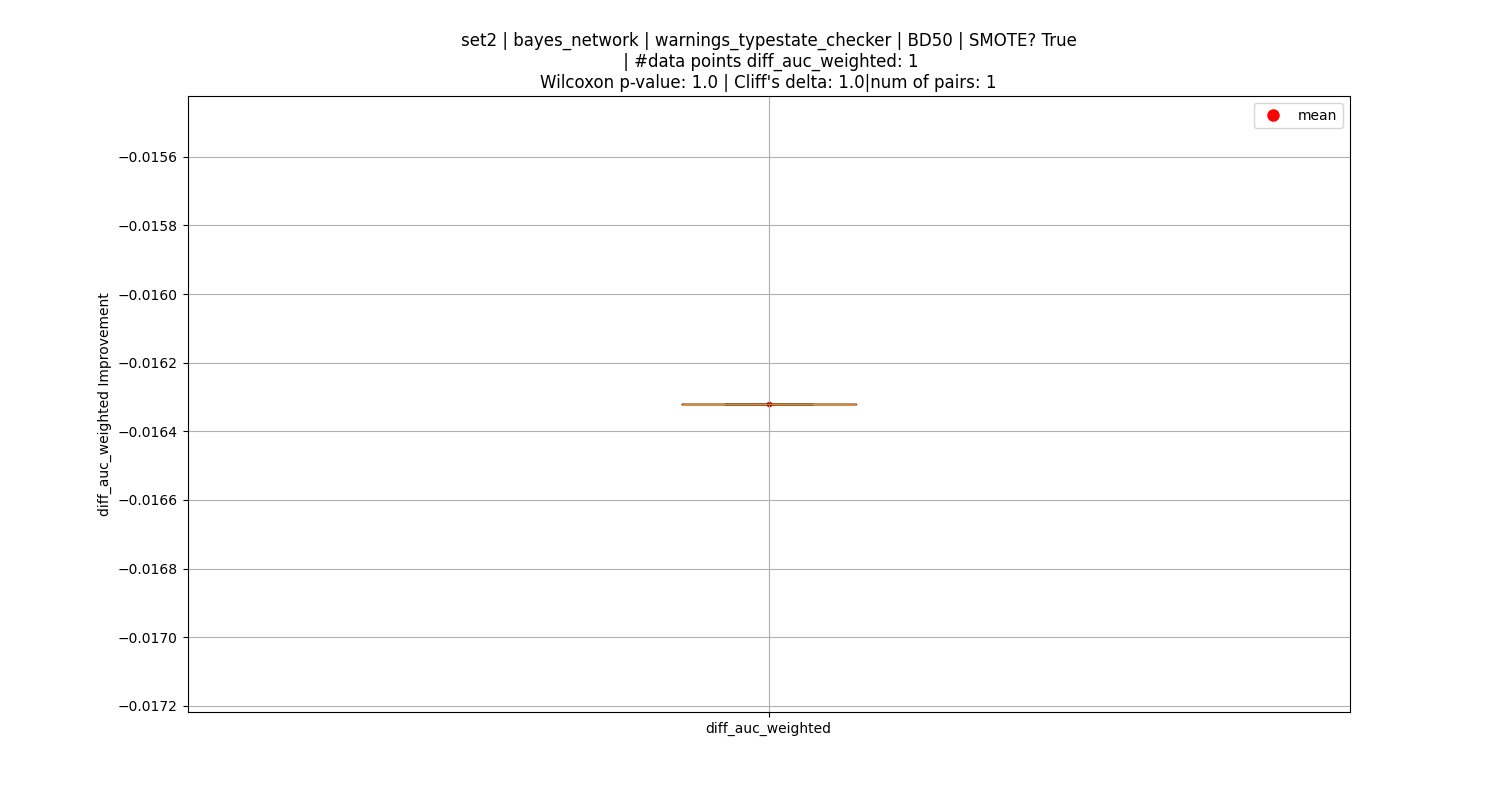 set2 | bayes_network | warnings_typestate_checker | BD50 | SMOTE? True
| #data points diff_auc_weighted: 1
Wilcoxon p-value: 1.0 | Cliff's delta: 1.0|num of pairs: 1
mean
−0.0156
−0.0158
−0.0160
−0.0162
−0.0164
−0.0166
−0.0168
−0.0170
−0.0172
diff_auc_weighted Improvement
diff_auc_weighted